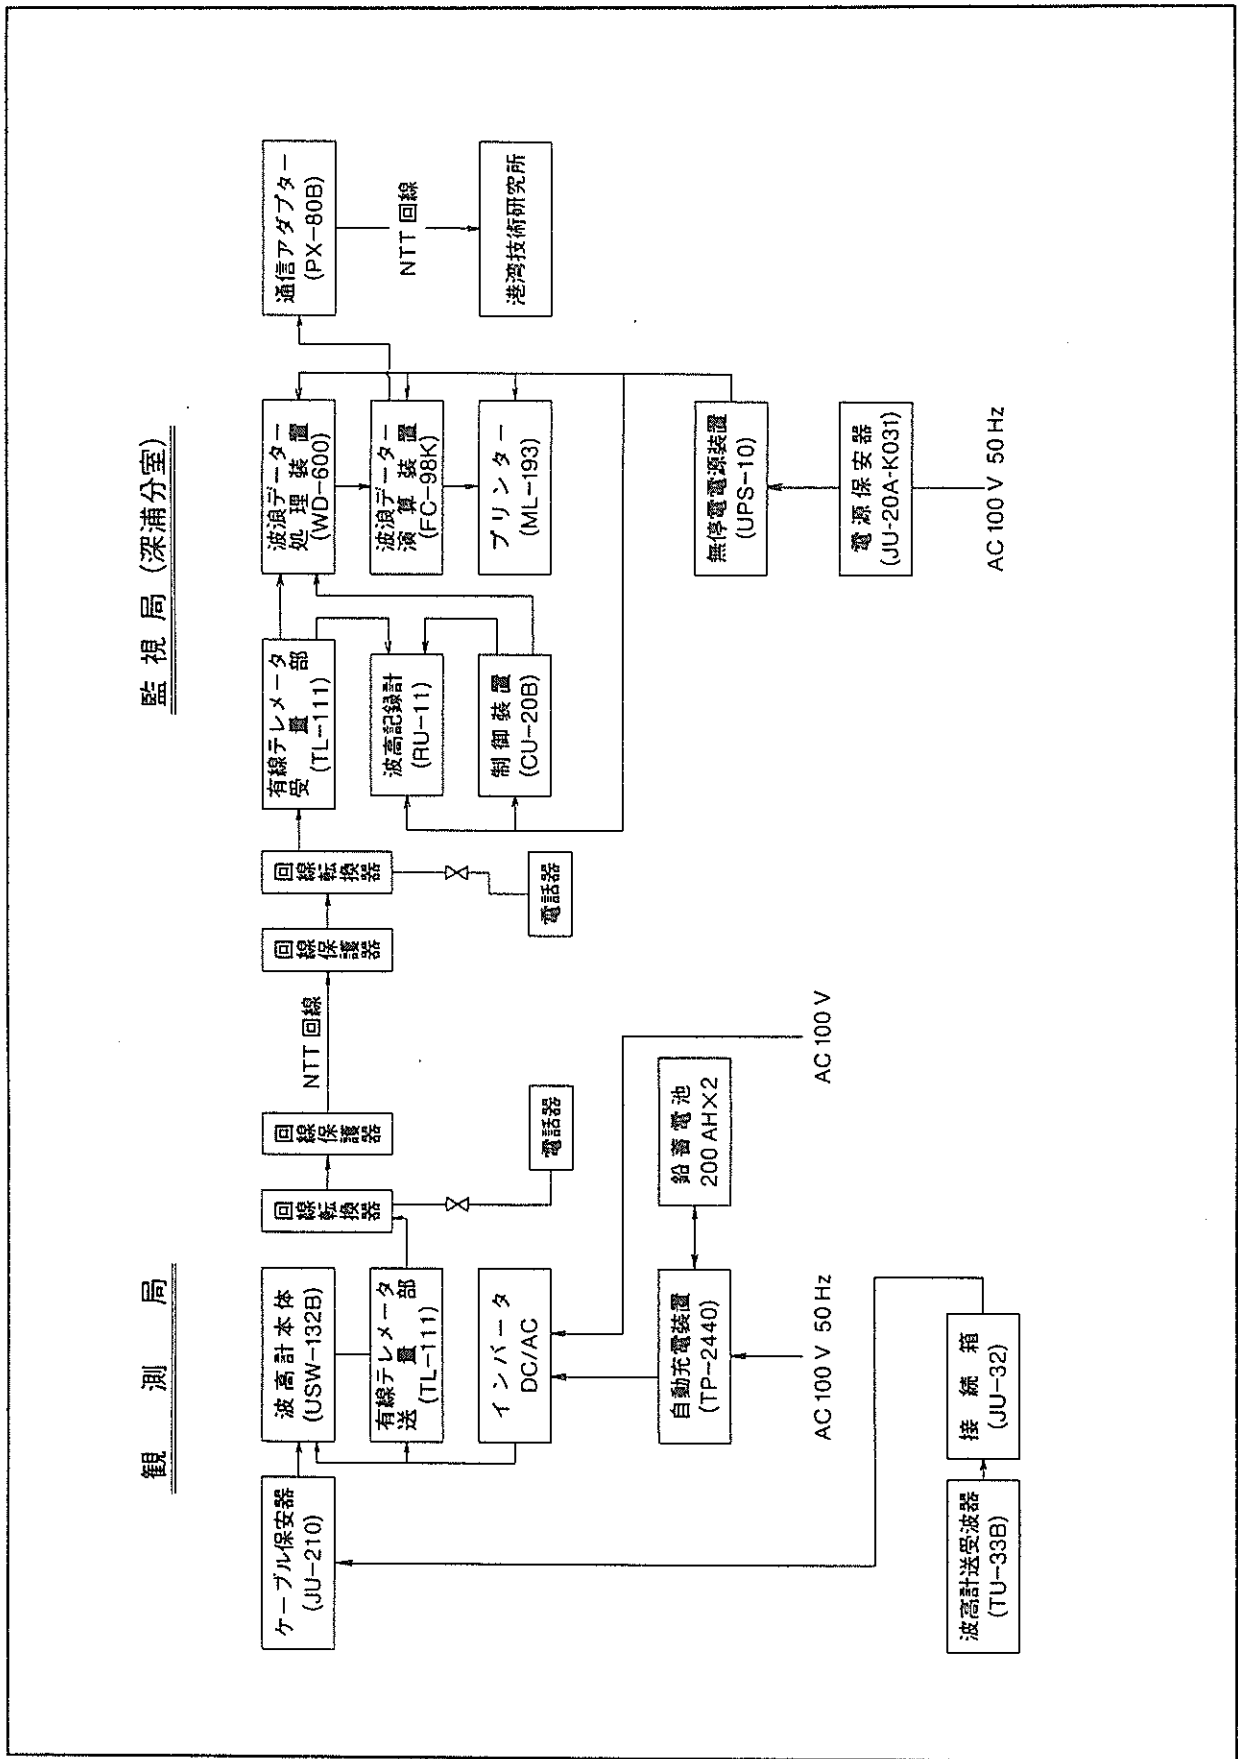 観 測 局
ケーブル保安器
(JU-210)
波高計本体
(USW-132B)
有線テレメータ
送 量 部
(TL-111)
インバータ
DC/AC
自動充電装置
(TP-2440)
AC 100 V 50 Hz
鉛蓄電池
200 AH×2
AC 100 V
波高計送受波器
(TU-33B)
接 続 箱
(JU-32)
回線転換器
電話器
回線保護器
NTT 回線
回線保護器
回線転換器
電話器
監 視 局 (深浦分室)
有線テレメータ
受 量 部
(TL-111)
波高記録計
(RU-11)
制 御 装 置
(CU-20B)
波浪データー
処 理 装 置
(WD-600)
波浪データー
演 算 装 置
(FC-98K)
プリンター
(ML-193)
無停電電源装置
(UPS-10)
電 源 保 安 器
(JU-20A-K031)
AC 100 V 50 Hz
通信アダプター
(PX-80B)
NTT 回線
港湾技術研究所